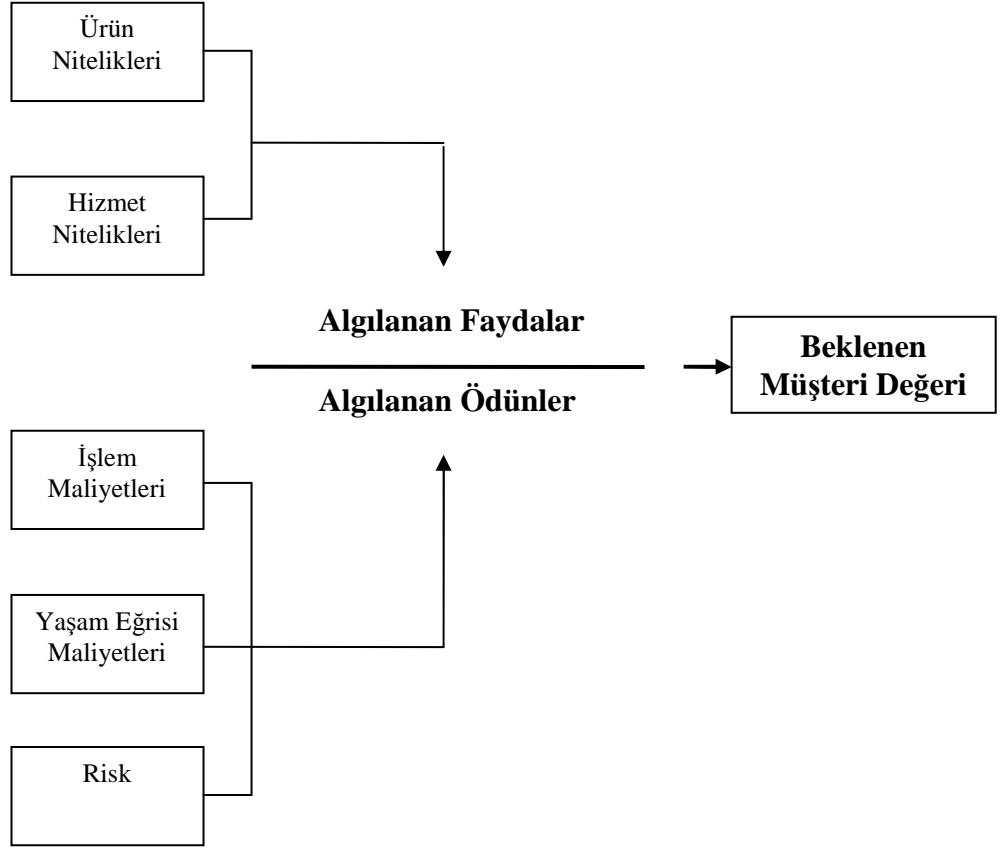 Ürün
Nitelikleri
Hizmet
Nitelikleri
Algılanan Faydalar
Algılanan Ödünler
Beklenen
Müşteri Değeri
İşlem
Maliyetleri
Yaşam Eğrisi
Maliyetleri
Risk